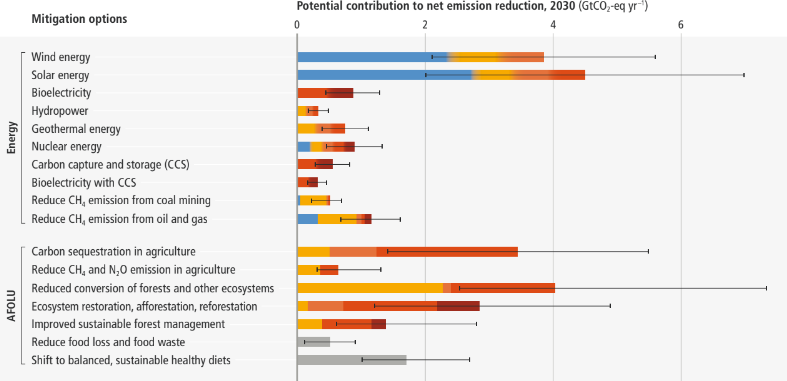 Potential contribution to net emission reduction, 2030 (GtCO₂-eq yr⁻¹)
Mitigation options
0 2 4 6
Energy
Wind energy
Solar energy
Bioelectricity
Hydropower
Geothermal energy
Nuclear energy
Carbon capture and storage (CCS)
Bioelectricity with CCS
Reduce CH₄ emission from coal mining
Reduce CH₄ emission from oil and gas
AFOLU
Carbon sequestration in agriculture
Reduce CH₄ and N₂O emission in agriculture
Reduced conversion of forests and other ecosystems
Ecosystem restoration, afforestation, reforestation
Improved sustainable forest management
Reduce food loss and food waste
Shift to balanced, sustainable healthy diets